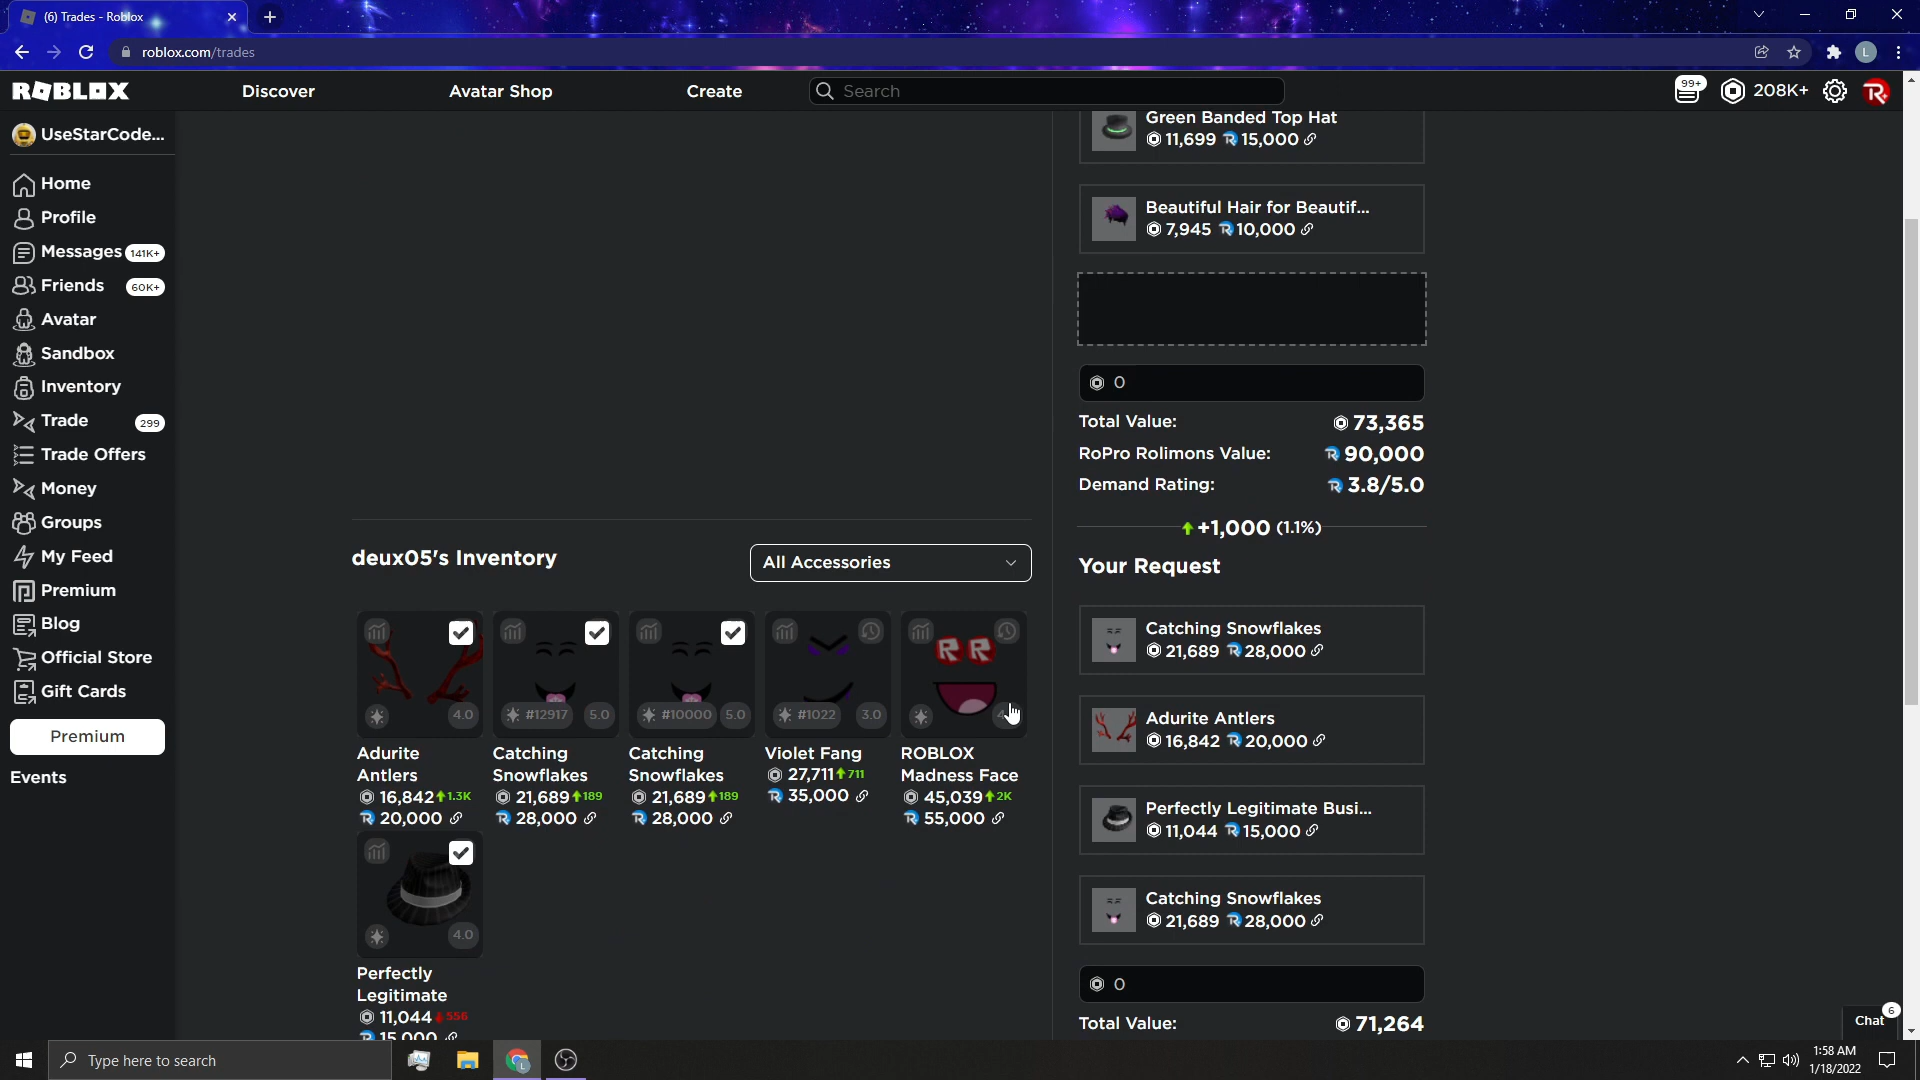 (6) Trades - Roblox
roblox.com/trades
L
ROBLOX
Discover
Avatar Shop
Create
Search
99+
208K+
UseStarCode...
Home
Profile
Messages 141K+
Friends 60K+
Avatar
Sandbox
Inventory
Trade 299
Trade Offers
Money
Groups
My Feed
Premium
Blog
Official Store
Gift Cards
Premium
Events
deux05's Inventory
All Accessories
4.0
#12917 5.0
#10000 5.0
#1022 3.0
Adurite
Antlers
16,842 1.3K
20,000
Catching
Snowflakes
21,689 189
28,000
Catching
Snowflakes
21,689 189
28,000
Violet Fang
27,711 711
35,000
ROBLOX
Madness Face
45,039 2K
55,000
4.0
Perfectly
Legitimate
11,044 556
15,000
Green Banded Top Hat
11,699 15,000
Beautiful Hair for Beautif...
7,945 10,000
0
Total Value: 73,365
RoPro Rolimons Value: 90,000
Demand Rating: 3.8/5.0
+1,000 (1.1%)
Your Request
Catching Snowflakes
21,689 28,000
Adurite Antlers
16,842 20,000
Perfectly Legitimate Busi...
11,044 15,000
Catching Snowflakes
21,689 28,000
0
Total Value: 71,264
Chat 6
Type here to search
1:58 AM
1/18/2022